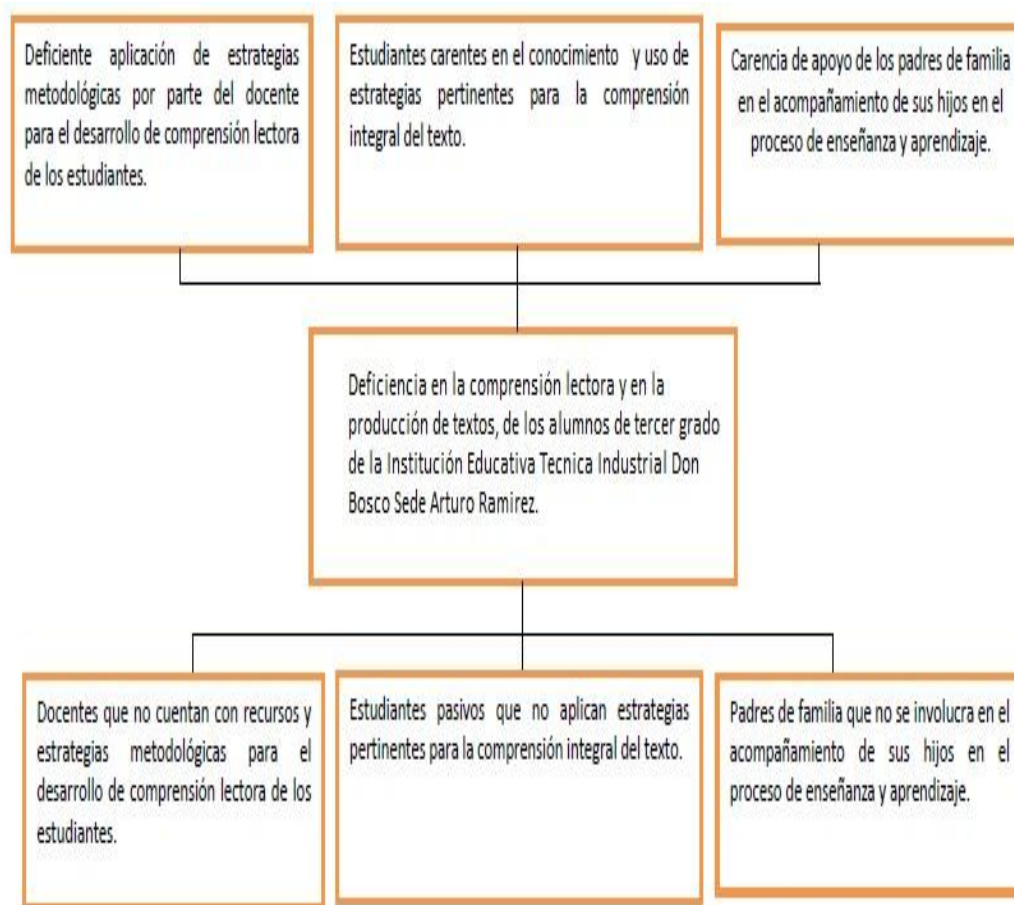 Deficiente aplicación de estrategias
metodológicas por parte del docente
para el desarrollo de comprensión lectora
de los estudiantes.
Estudiantes carentes en el conocimiento y uso de
estrategias pertinentes para la comprensión
integral del texto.
Carencia de apoyo de los padres de familia
en el acompañamiento de sus hijos en el
proceso de enseñanza y aprendizaje.
Deficiencia en la comprensión lectora y en la
producción de textos, de los alumnos de tercer grado
de la Institución Educativa Tecnica Industrial Don
Bosco Sede Arturo Ramirez.
Docentes que no cuentan con recursos y
estrategias metodológicas para el
desarrollo de comprensión lectora de los
estudiantes.
Estudiantes pasivos que no aplican estrategias
pertinentes para la comprensión integral del texto.
Padres de familia que no se involucra en el
acompañamiento de sus hijos en el
proceso de enseñanza y aprendizaje.